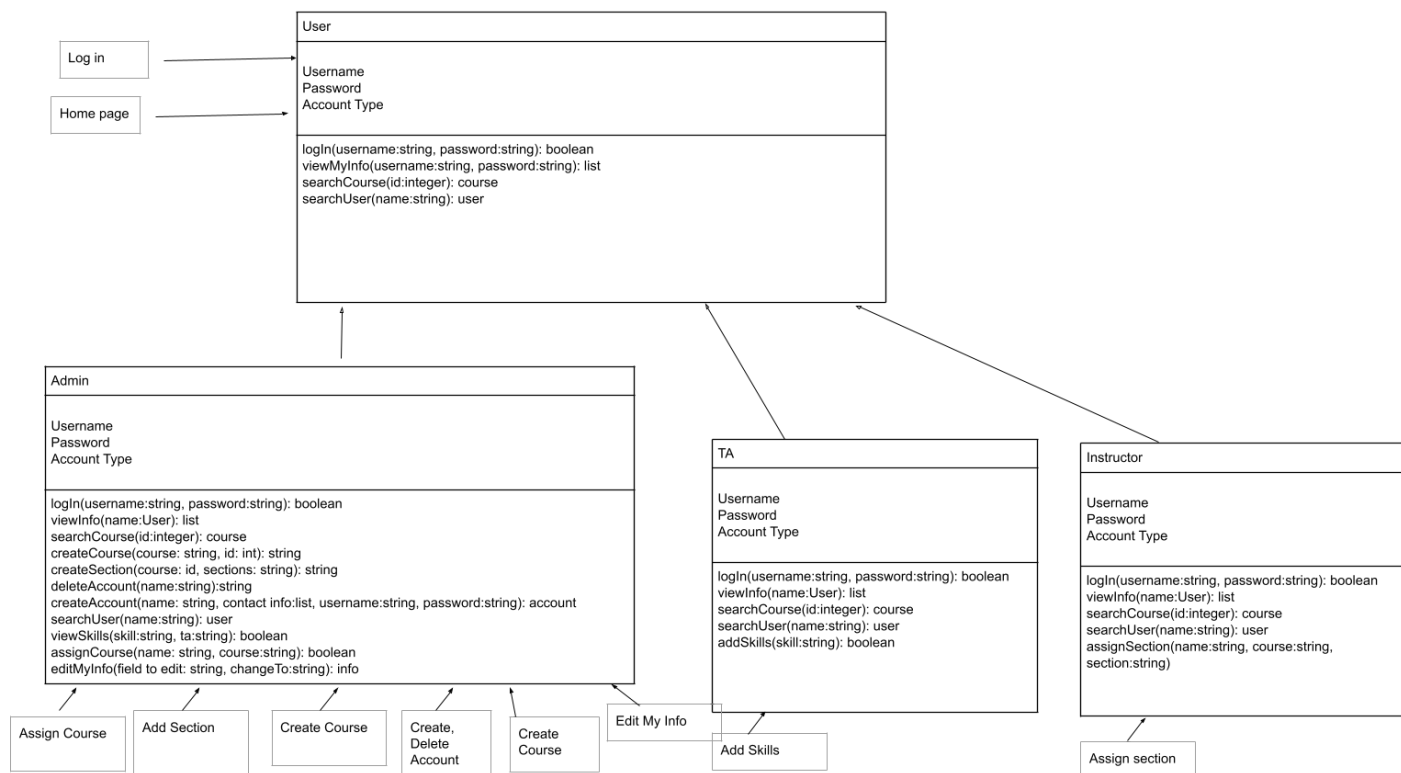 User
Log in
Username
Password
Account Type
Home page
logIn(username:string, password:string): boolean
viewMyInfo(username:string, password:string): list
searchCourse(id:integer): course
searchUser(name:string): user
Admin
Username
Password
Account Type
logIn(username:string, password:string): boolean
viewInfo(name:User): list
searchCourse(id:integer): course
createCourse(course: string, id: int): string
createSection(course: id, sections: string): string
deleteAccount(name:string):string
createAccount(name: string, contact info:list, username:string, password:string): account
searchUser(name:string): user
viewSkills(skill:string, ta:string): boolean
assignCourse(name: string, course:string): boolean
editMyInfo(field to edit: string, changeTo:string): info
TA
Username
Password
Account Type
logIn(username:string, password:string): boolean
viewInfo(name:User): list
searchCourse(id:integer): course
searchUser(name:string): user
addSkills(skill:string): boolean
Instructor
Username
Password
Account Type
logIn(username:string, password:string): boolean
viewInfo(name:User): list
searchCourse(id:integer): course
searchUser(name:string): user
assignSection(name:string, course:string,
section:string)
Assign Course
Add Section
Create Course
Create,
Delete
Account
Create
Course
Edit My Info
Add Skills
Assign section